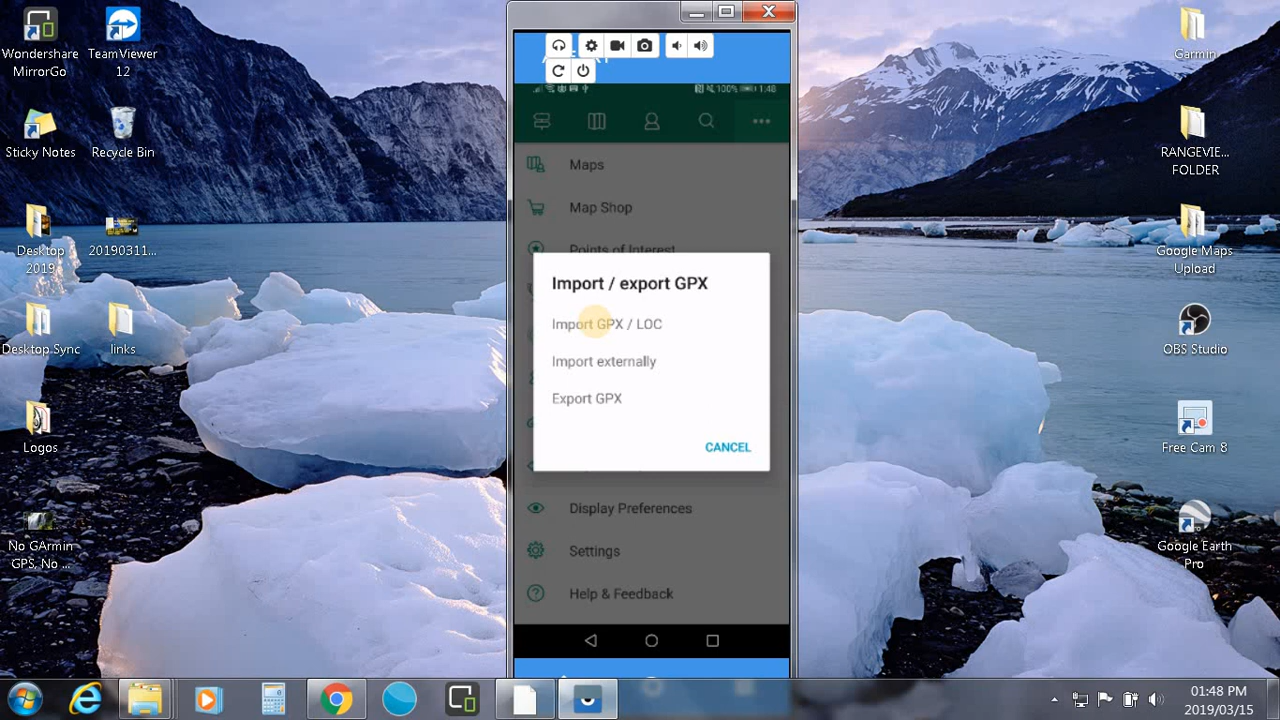 Wondershare
MirrorGo
TeamViewer
12
Sticky Notes
Recycle Bin
Desktop
2019
20190311...
Desktop Sync
links
Logos
No GArmin
GPS, No ...
100%
1:48
Maps
Map Shop
Points of Interest
Import / export GPX
Import GPX / LOC
Import externally
Export GPX
CANCEL
Display Preferences
Settings
Help & Feedback
Garmin
RANGEVIE...
FOLDER
Google Maps
Upload
OBS Studio
Free Cam 8
Google Earth
Pro
01:48 PM
2019/03/15